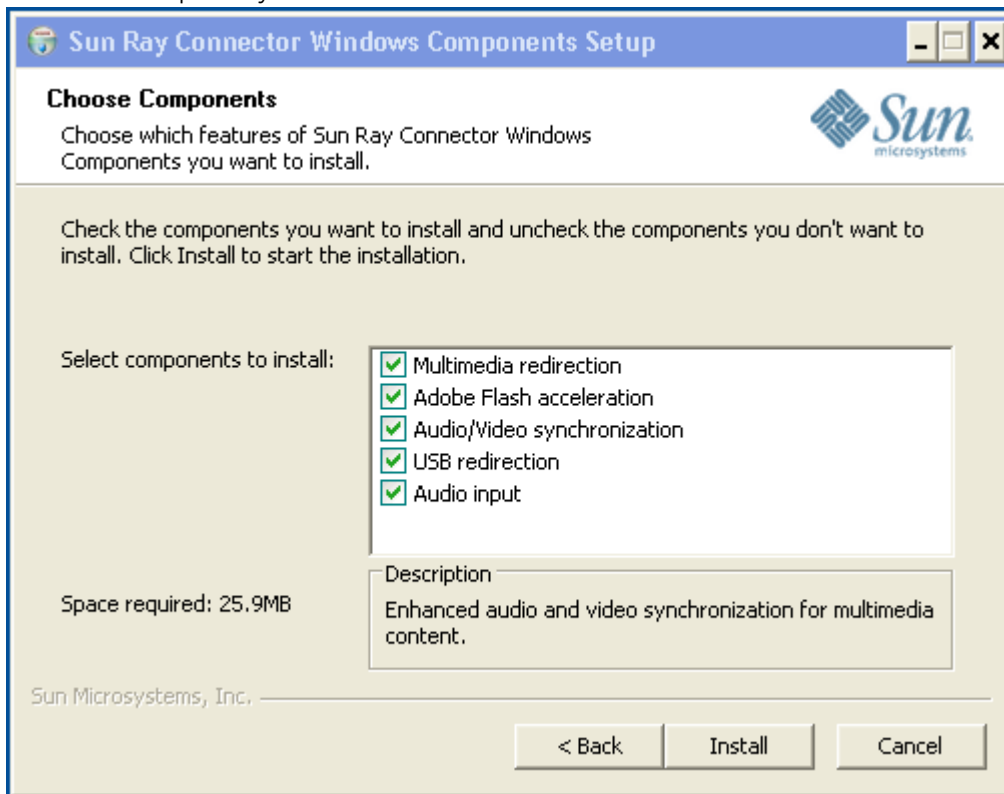 Sun Ray Connector Windows Components Setup
Choose Components
Choose which features of Sun Ray Connector Windows
Components you want to install.
Sun
microsystems
Check the components you want to install and uncheck the components you don't want to
install. Click Install to start the installation.
Select components to install:
Multimedia redirection
Adobe Flash acceleration
Audio/Video synchronization
USB redirection
Audio input
Space required: 25.9MB
Description
Enhanced audio and video synchronization for multimedia
content.
Sun Microsystems, Inc.
< Back
Install
Cancel